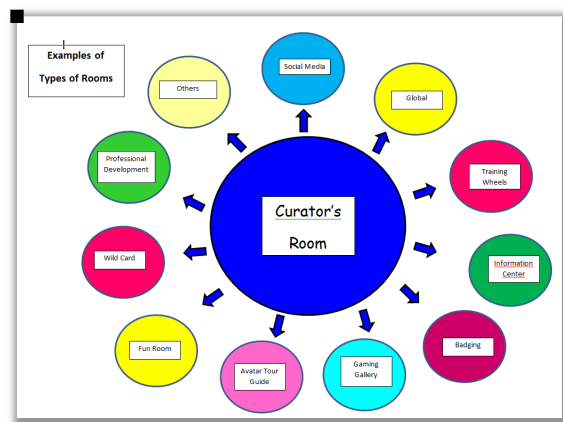 Examples of
Types of Rooms
Social Media
Others
Global
Professional
Development
Training
Wheels
Curator's
Room
Wild Card
Information
Center
Fun Room
Badging
Avatar Tour
Guide
Gaming
Gallery